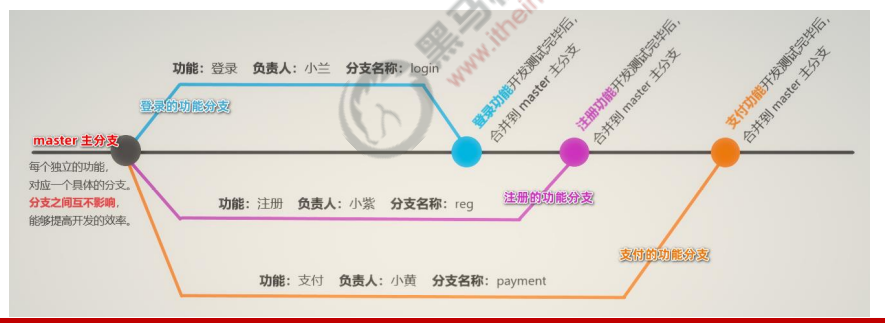 功能：登录 负责人：小兰 分支名称：login
登录功能开发测试完毕后，
合并到 master 主分支
注册功能开发测试完毕后，
合并到 master 主分支
支付功能开发测试完毕后，
合并到 master 主分支
登录的功能分支
master 主分支
每个独立的功能，
对应一个具体的分支。
分支之间互不影响，
能够提高开发的效率。
功能：注册 负责人：小紫 分支名称：reg
注册的功能分支
支付的功能分支
功能：支付 负责人：小黄 分支名称：payment